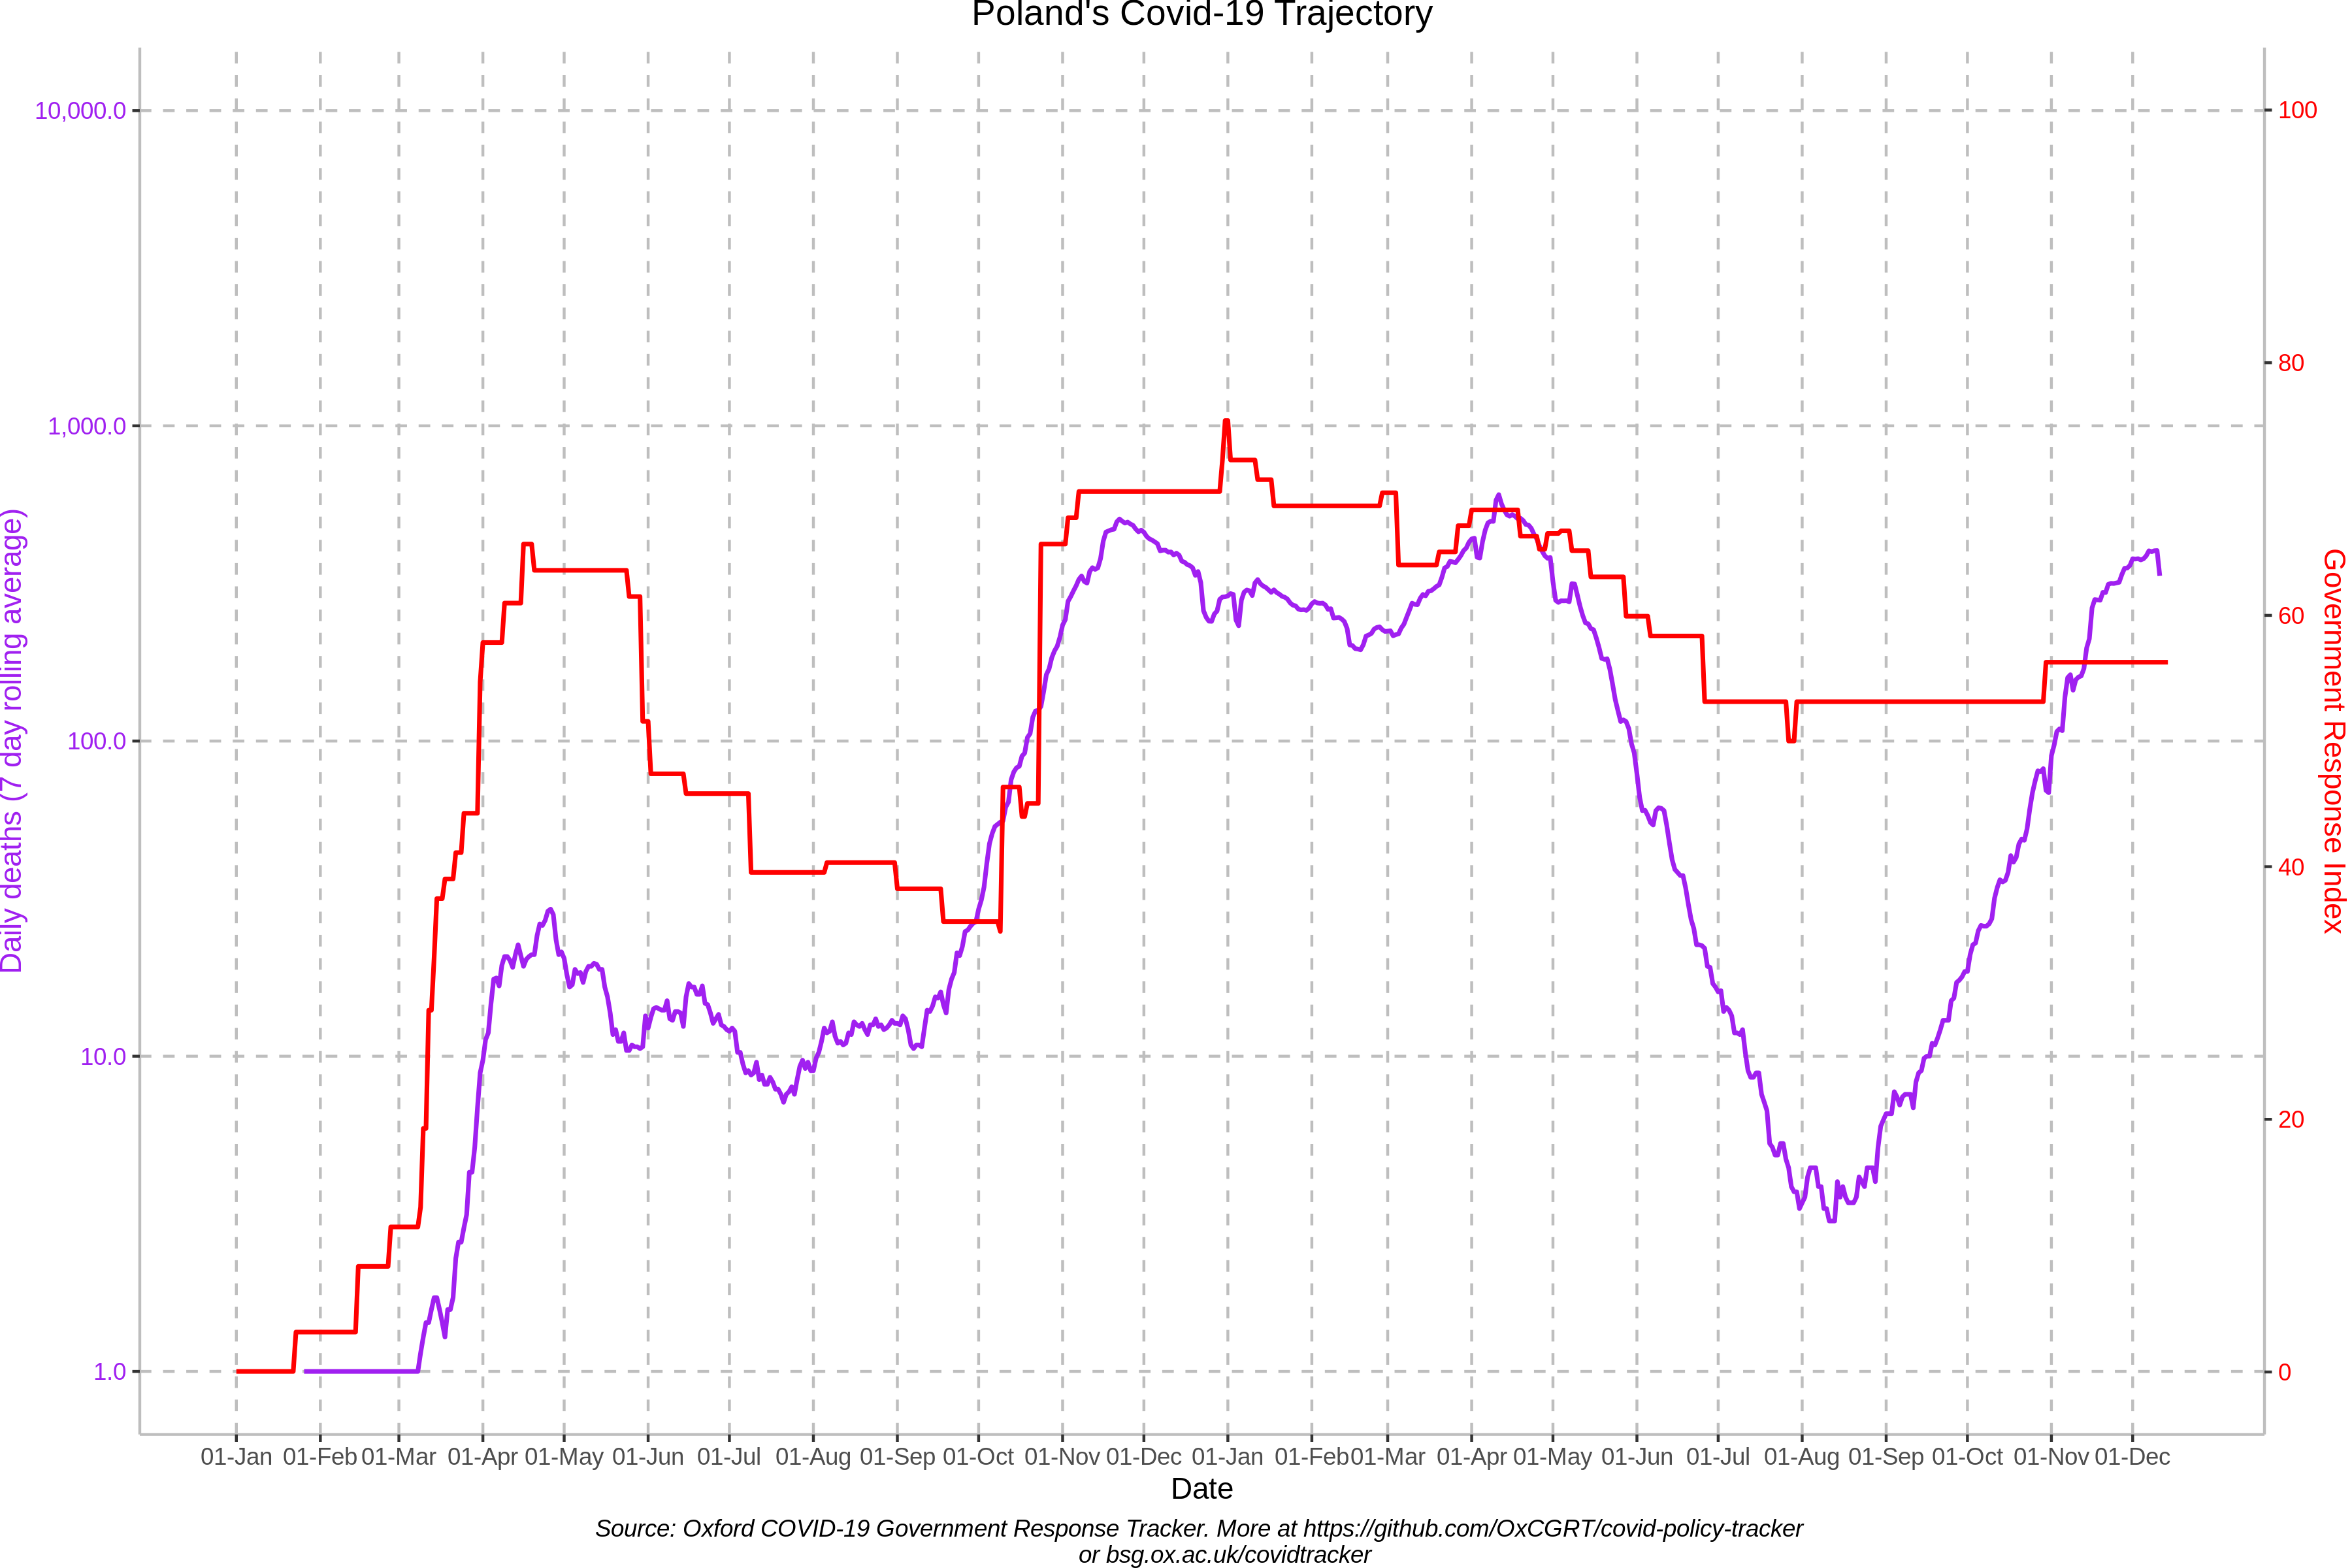 Poland's Covid-19 Trajectory
10,000.0
1,000.0
100.0
10.0
1.0
Daily deaths (7 day rolling average)
100
80
60
40
20
0
Government Response Index
01-Jan 01-Feb 01-Mar 01-Apr 01-May 01-Jun 01-Jul 01-Aug 01-Sep 01-Oct 01-Nov 01-Dec 01-Jan 01-Feb 01-Mar 01-Apr 01-May 01-Jun 01-Jul 01-Aug 01-Sep 01-Oct 01-Nov 01-Dec
Date
Source: Oxford COVID-19 Government Response Tracker. More at https://github.com/OxCGRT/covid-policy-tracker
or bsg.ox.ac.uk/covidtracker